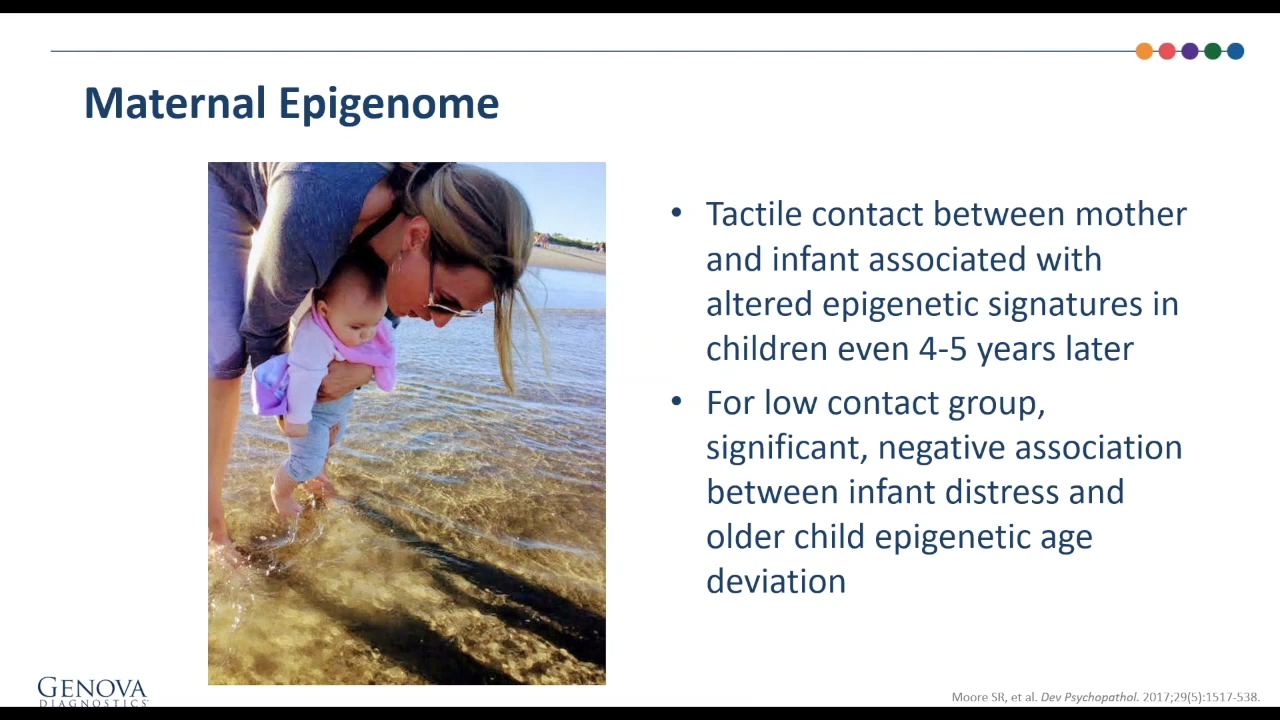 Maternal Epigenome
• Tactile contact between mother
and infant associated with
altered epigenetic signatures in
children even 4-5 years later
• For low contact group,
significant, negative association
between infant distress and
older child epigenetic age
deviation
GENOVA
DIAGNOSTICS
Moore SR, et al. Dev Psychopathol. 2017;29(5):1517-538.